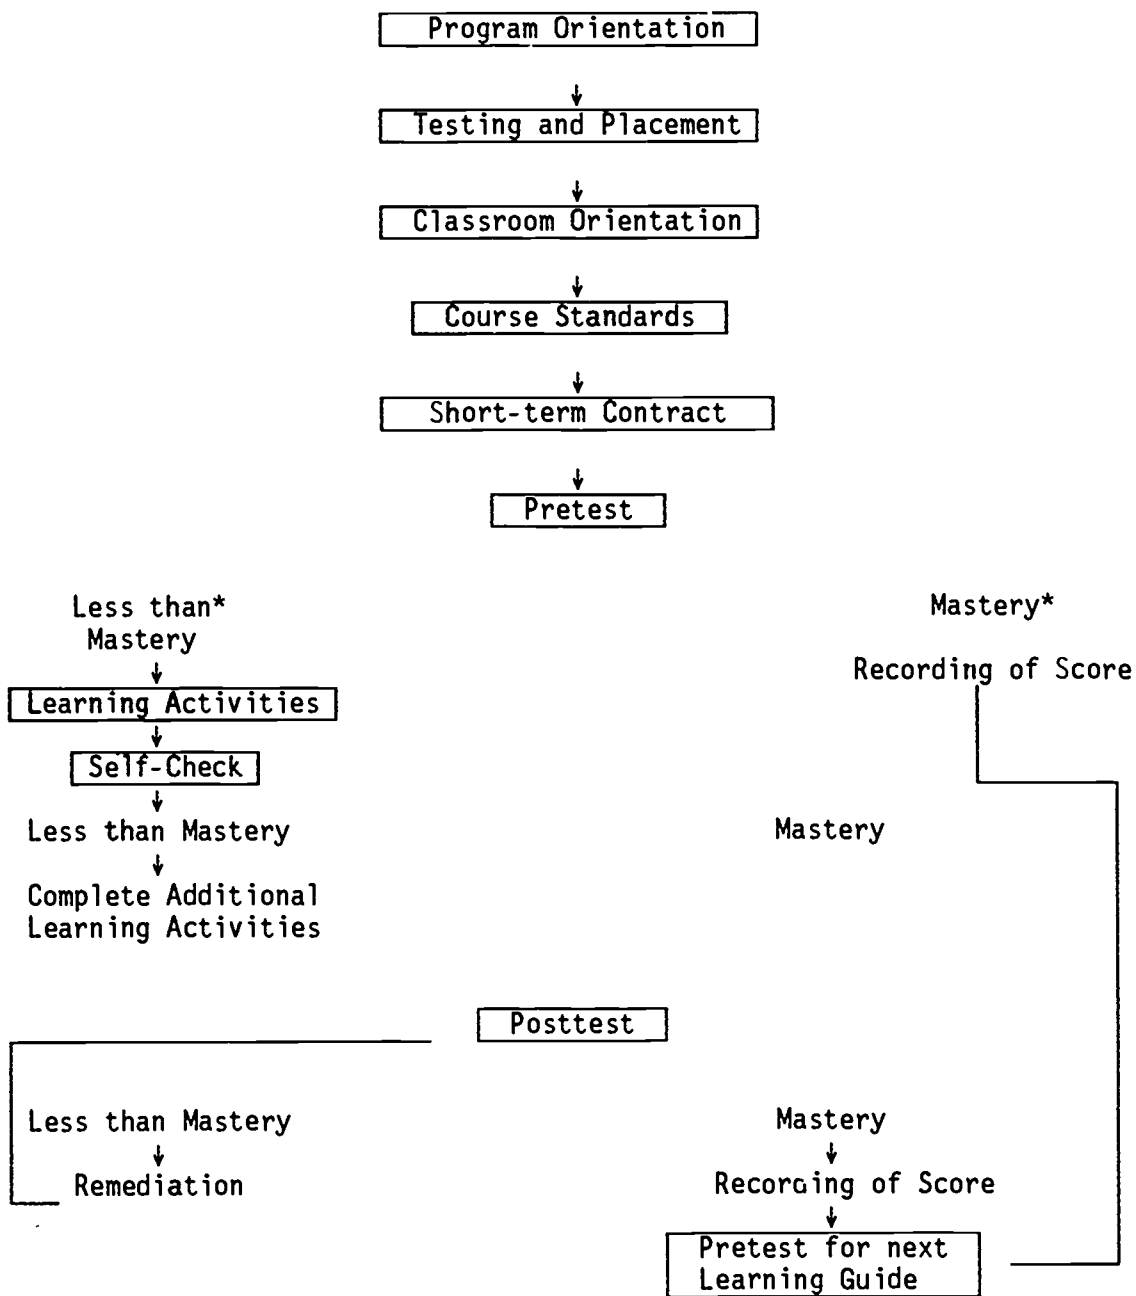 Program Orientation
Testing and Placement
Classroom Orientation
Course Standards
Short-term Contract
Pretest
Less than*
Mastery
Mastery*
Recording of Score
Learning Activities
Self-Check
Less than Mastery
Mastery
Complete Additional
Learning Activities
Posttest
Less than Mastery
Mastery
Remediation
Recording of Score
Pretest for next
Learning Guide